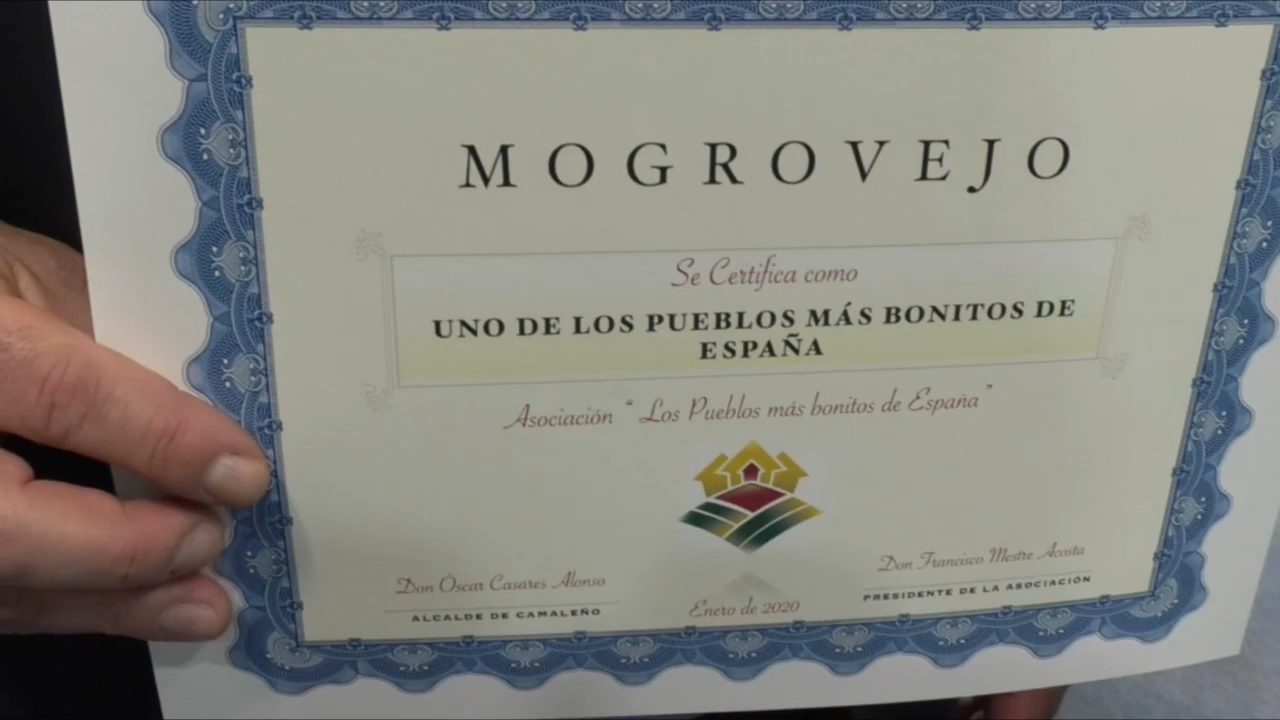 MOGROVEJO
Se Certifica como
UNO DE LOS PUEBLOS MÁS BONITOS DE
ESPAÑA
Asociación “ Los Pueblos más bonitos de España ”
Don Óscar Casares Alonso
ALCALDE DE CAMALEÑO
Enero de 2020
Don Francisco Mestre Acosta
PRESIDENTE DE LA ASOCIACIÓN